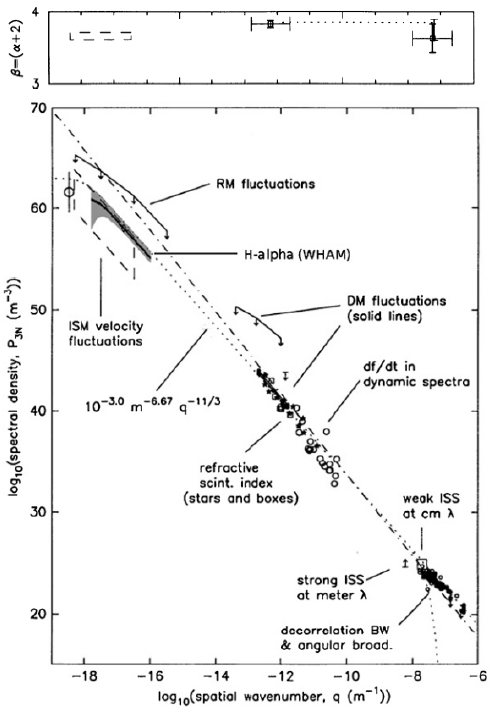 4
3
β=(α+2)
70
60
50
40
30
20
log₁₀(spectral density, P₃N (m⁻³)
RM fluctuations
H-alpha (WHAM)
ISM velocity
fluctuations
DM fluctuations
(solid lines)
df/dt in
dynamic spectra
10⁻³·⁰ m⁻⁶·⁶⁷ q⁻¹¹/³
refractive
scint. index
(stars and boxes)
weak ISS
at cm λ
strong ISS
at meter λ
decorrelation BW
& angular broad.
-18 -16 -14 -12 -10 -8 -6
log₁₀(spatial wavenumber, q (m⁻¹)